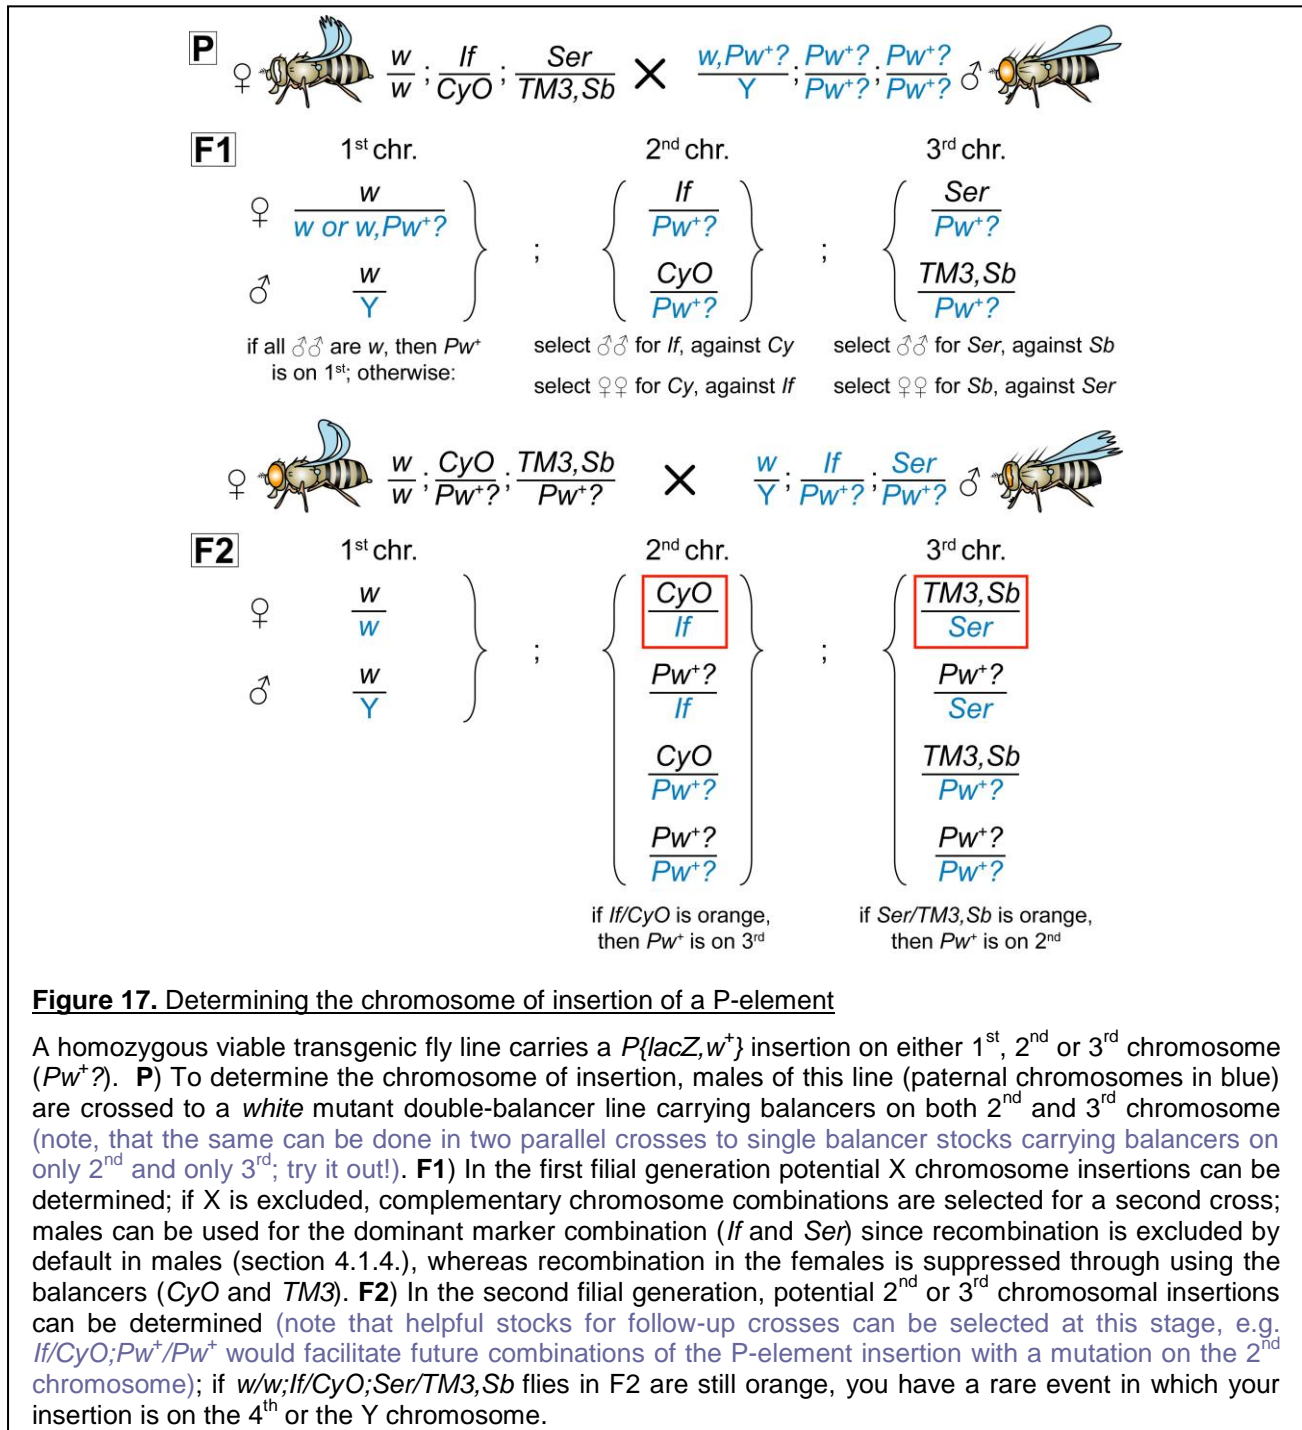 P ♀ w/w ; If/CyO ; Ser/TM3,Sb × w,Pw⁺?/Y ; Pw⁺?/Pw⁺? ; Pw⁺?/Pw⁺? ♂
F1 1ˢᵗ chr. 2ⁿᵈ chr. 3ʳᵈ chr.
♀ w/w or w,Pw⁺? ; If/Pw⁺? ; Ser/Pw⁺?
♂ w/Y CyO/Pw⁺? TM3,Sb/Pw⁺?
if all ♂♂ are w, then Pw⁺
is on 1ˢᵗ; otherwise:
select ♂♂ for If, against Cy
select ♀♀ for Cy, against If
select ♂♂ for Ser, against Sb
select ♀♀ for Sb, against Ser
♀ w/w ; CyO/Pw⁺? ; TM3,Sb/Pw⁺? × w/Y ; If/Pw⁺? ; Ser/Pw⁺? ♂
F2 1ˢᵗ chr. 2ⁿᵈ chr. 3ʳᵈ chr.
♀ w/w ; CyO/If ; TM3,Sb/Ser
♂ w/Y Pw⁺?/If Pw⁺?/Ser
CyO/Pw⁺? TM3,Sb/Pw⁺?
Pw⁺?/Pw⁺? Pw⁺?/Pw⁺?
if If/CyO is orange,
then Pw⁺ is on 3ʳᵈ
if Ser/TM3,Sb is orange,
then Pw⁺ is on 2ⁿᵈ
Figure 17. Determining the chromosome of insertion of a P-element
A homozygous viable transgenic fly line carries a P{lacZ,w⁺} insertion on either 1ˢᵗ, 2ⁿᵈ or 3ʳᵈ chromosome
(Pw⁺?). P) To determine the chromosome of insertion, males of this line (paternal chromosomes in blue)
are crossed to a white mutant double-balancer line carrying balancers on both 2ⁿᵈ and 3ʳᵈ chromosome
(note, that the same can be done in two parallel crosses to single balancer stocks carrying balancers on
only 2ⁿᵈ and only 3ʳᵈ; try it out!). F1) In the first filial generation potential X chromosome insertions can be
determined; if X is excluded, complementary chromosome combinations are selected for a second cross;
males can be used for the dominant marker combination (If and Ser) since recombination is excluded by
default in males (section 4.1.4.), whereas recombination in the females is suppressed through using the
balancers (CyO and TM3). F2) In the second filial generation, potential 2ⁿᵈ or 3ʳᵈ chromosomal insertions
can be determined (note that helpful stocks for follow-up crosses can be selected at this stage, e.g.
If/CyO;Pw⁺/Pw⁺ would facilitate future combinations of the P-element insertion with a mutation on the 2ⁿᵈ
chromosome); if w/w;If/CyO;Ser/TM3,Sb flies in F2 are still orange, you have a rare event in which your
insertion is on the 4ᵗʰ or the Y chromosome.